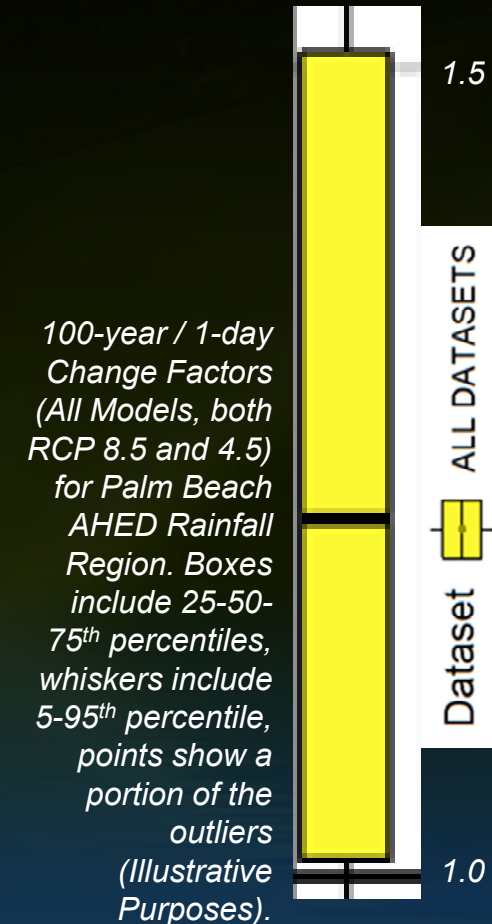 100-year / 1-day
Change Factors
(All Models, both
RCP 8.5 and 4.5)
for Palm Beach
AHED Rainfall
Region. Boxes
include 25-50-
75th percentiles,
whiskers include
5-95th percentile,
points show a
portion of the
outliers
(Illustrative
Purposes).
1.5
Dataset ALL DATASETS
1.0